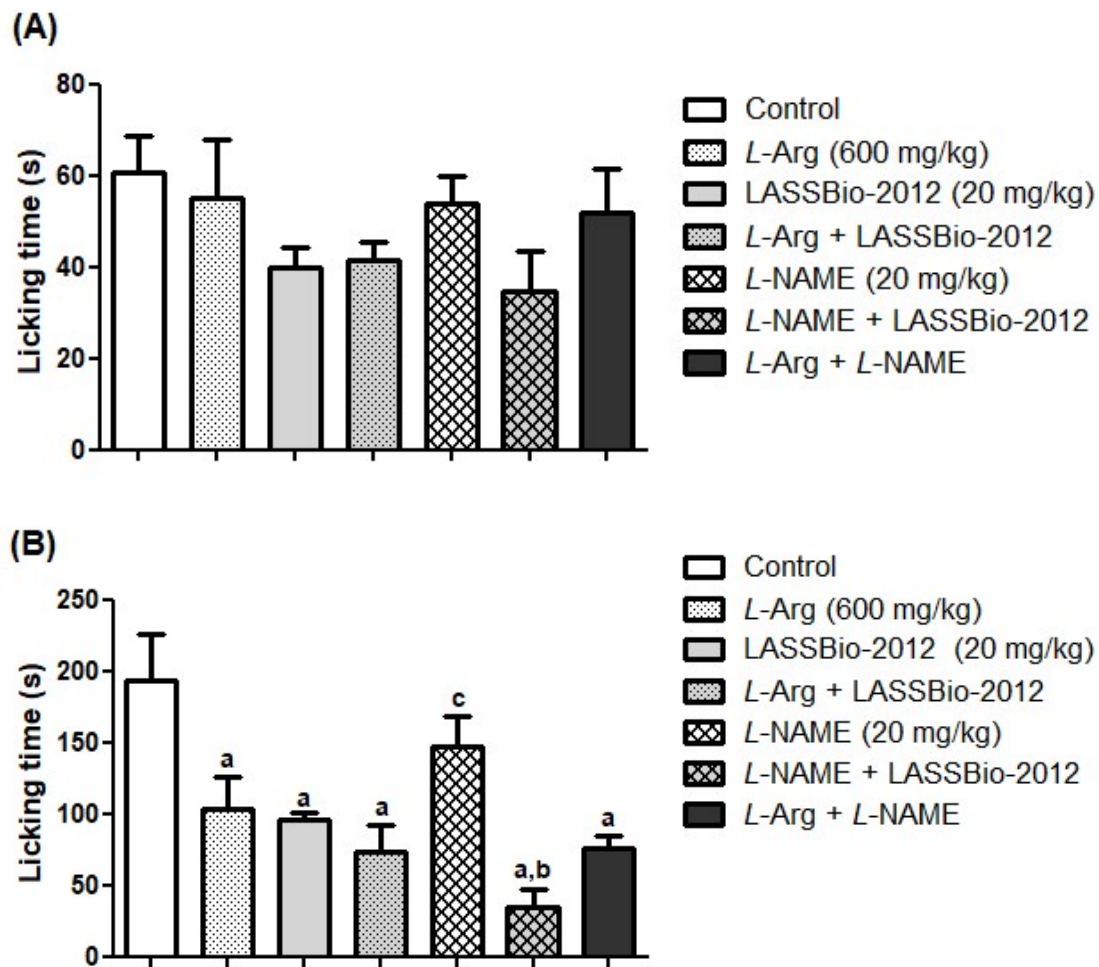 (A)
Licking time (s)
80
60
40
20
0
Control
L-Arg (600 mg/kg)
LASSBio-2012 (20 mg/kg)
L-Arg + LASSBio-2012
L-NAME (20 mg/kg)
L-NAME + LASSBio-2012
L-Arg + L-NAME
(B)
Licking time (s)
250
200
150
100
50
0
a
a
a
c
a,b
a
Control
L-Arg (600 mg/kg)
LASSBio-2012 (20 mg/kg)
L-Arg + LASSBio-2012
L-NAME (20 mg/kg)
L-NAME + LASSBio-2012
L-Arg + L-NAME